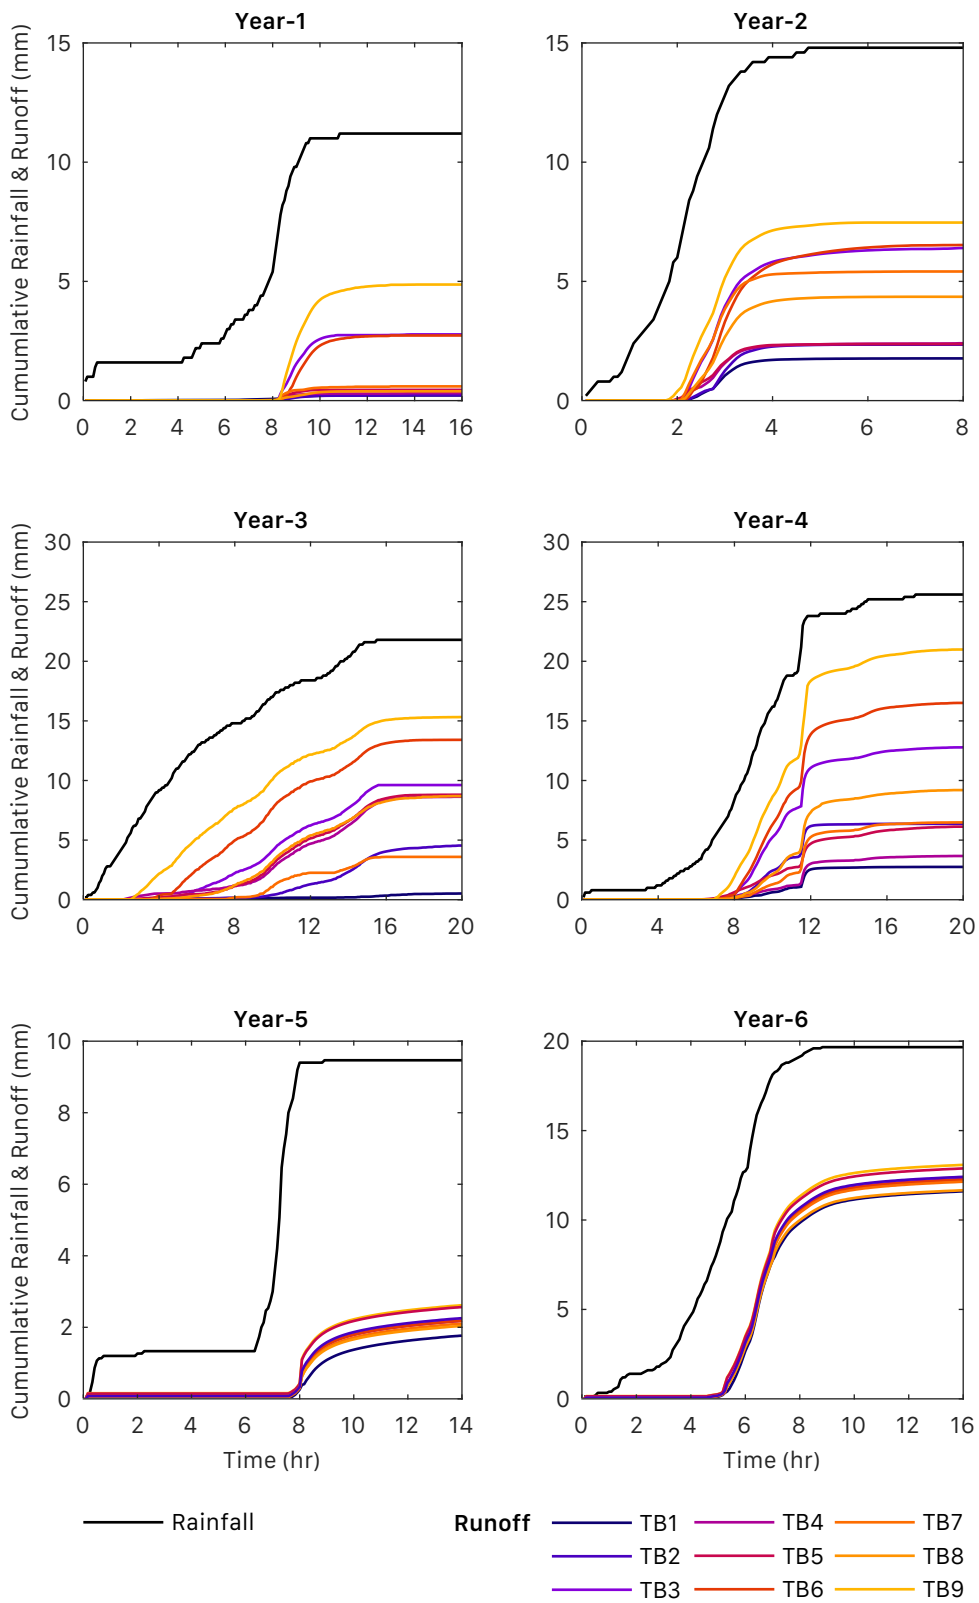 Year-1
Year-2
Cumulative Rainfall & Runoff (mm)
15
10
5
0
0 2 4 6 8 10 12 14 16
15
10
5
0
0 2 4 6 8
Year-3
Year-4
Cumulative Rainfall & Runoff (mm)
30
25
20
15
10
5
0
0 4 8 12 16 20
30
25
20
15
10
5
0
0 4 8 12 16 20
Year-5
Year-6
Cumulative Rainfall & Runoff (mm)
10
8
6
4
2
0
0 2 4 6 8 10 12 14
Time (hr)
20
15
10
5
0
0 2 4 6 8 10 12 14 16
Time (hr)
Rainfall
Runoff
TB1 TB4 TB7
TB2 TB5 TB8
TB3 TB6 TB9